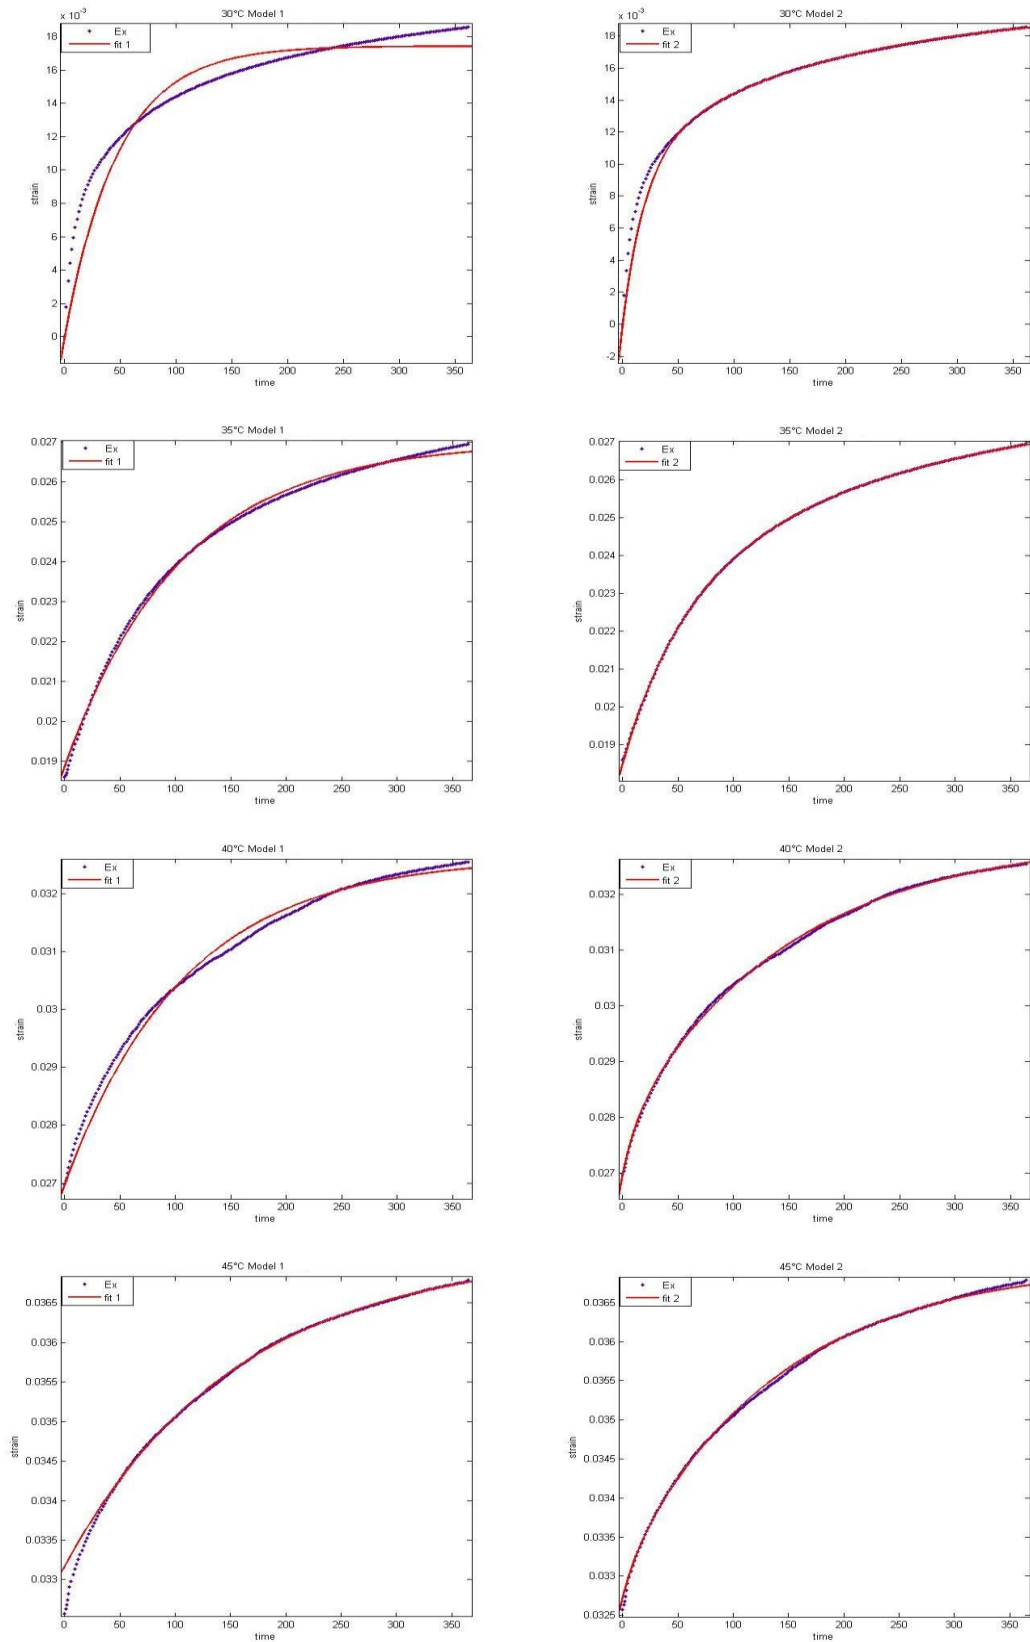 x 10⁻³
30°C Model 1
Ex
fit 1
18
16
14
12
10
8
6
4
2
0
strain
0 50 100 150 200 250 300 350
time
x 10⁻³
30°C Model 2
Ex
fit 2
18
16
14
12
10
8
6
4
2
0
-2
strain
0 50 100 150 200 250 300 350
time
35°C Model 1
Ex
fit 1
0.027
0.026
0.025
0.024
0.023
0.022
0.021
0.02
0.019
strain
0 50 100 150 200 250 300 350
time
35°C Model 2
Ex
fit 2
0.027
0.026
0.025
0.024
0.023
0.022
0.021
0.02
0.019
strain
0 50 100 150 200 250 300 350
time
40°C Model 1
Ex
fit 1
0.032
0.031
0.03
0.029
0.028
0.027
strain
0 50 100 150 200 250 300 350
time
40°C Model 2
Ex
fit 2
0.032
0.031
0.03
0.029
0.028
0.027
strain
0 50 100 150 200 250 300 350
time
45°C Model 1
Ex
fit 1
0.0365
0.036
0.0355
0.035
0.0345
0.034
0.0335
0.033
strain
0 50 100 150 200 250 300 350
time
45°C Model 2
Ex
fit 2
0.0365
0.036
0.0355
0.035
0.0345
0.034
0.0335
0.033
0.0325
strain
0 50 100 150 200 250 300 350
time